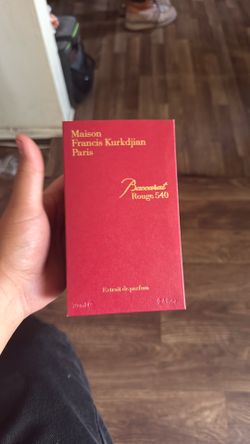 Maison
Francis Kurkdjian
Paris
Baccarat
Rouge 540
Extrait de parfum